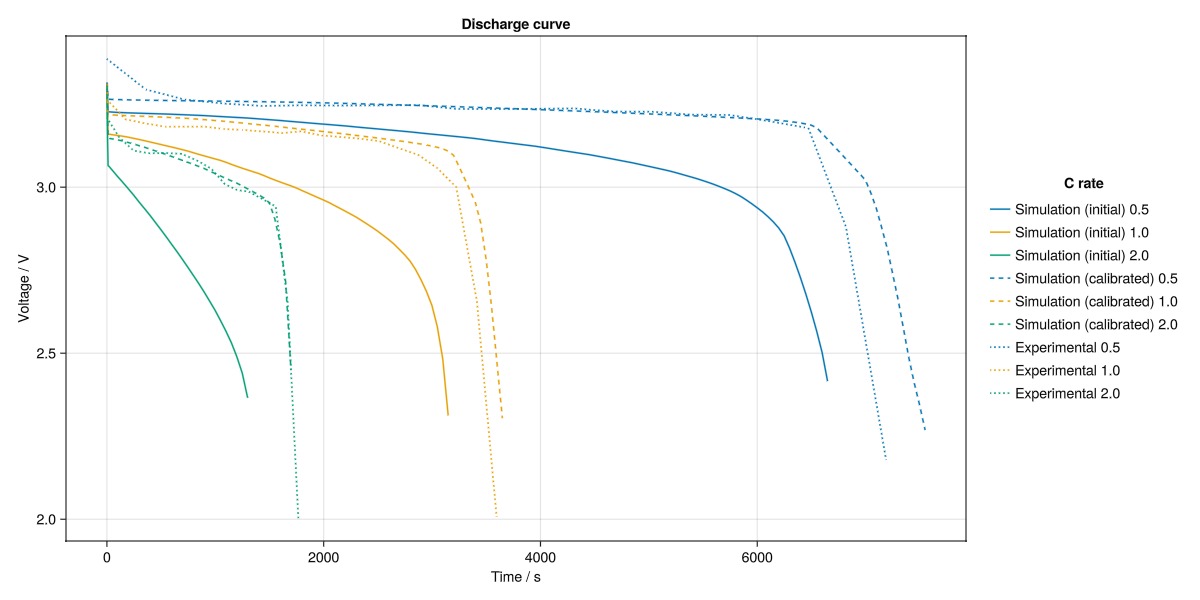 Discharge curve
Voltage / V
3.0
2.5
2.0
0
2000
4000
6000
Time / s
C rate
Simulation (initial) 0.5
Simulation (initial) 1.0
Simulation (initial) 2.0
Simulation (calibrated) 0.5
Simulation (calibrated) 1.0
Simulation (calibrated) 2.0
Experimental 0.5
Experimental 1.0
Experimental 2.0